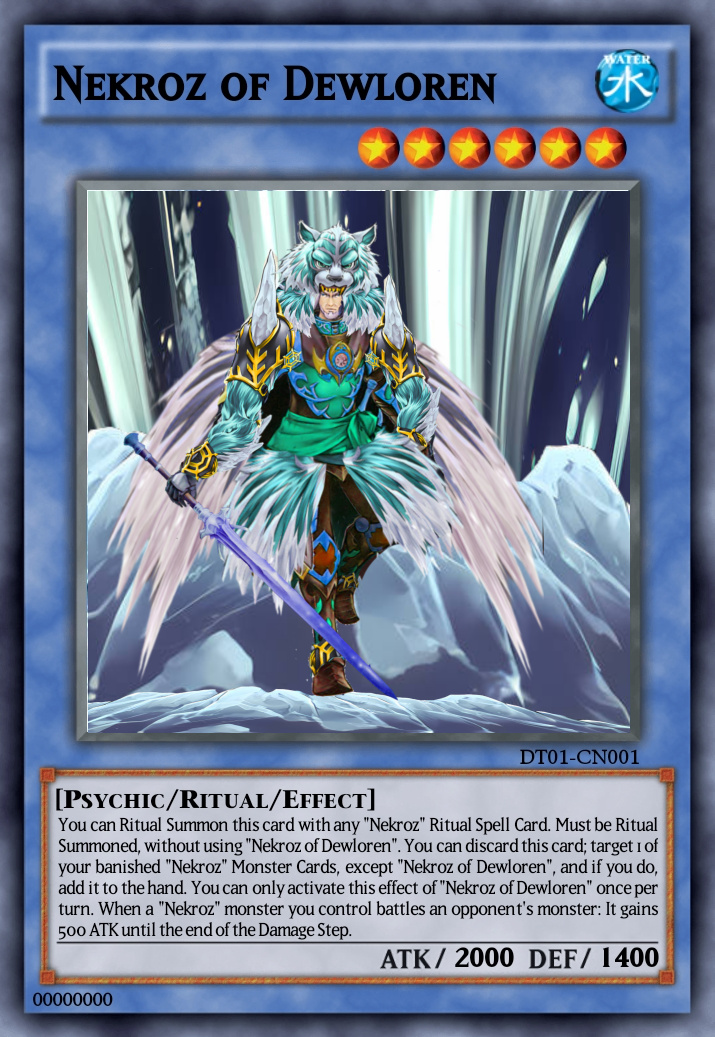 Nekroz of Dewloren
WATER
水
DT01-CN001
[Psychic/Ritual/Effect]
You can Ritual Summon this card with any "Nekroz" Ritual Spell Card. Must be Ritual
Summoned, without using "Nekroz of Dewloren". You can discard this card; target 1 of
your banished "Nekroz" Monster Cards, except "Nekroz of Dewloren", and if you do,
add it to the hand. You can only activate this effect of "Nekroz of Dewloren" once per
turn. When a "Nekroz" monster you control battles an opponent's monster: It gains
500 ATK until the end of the Damage Step.
ATK/ 2000 DEF/ 1400
00000000